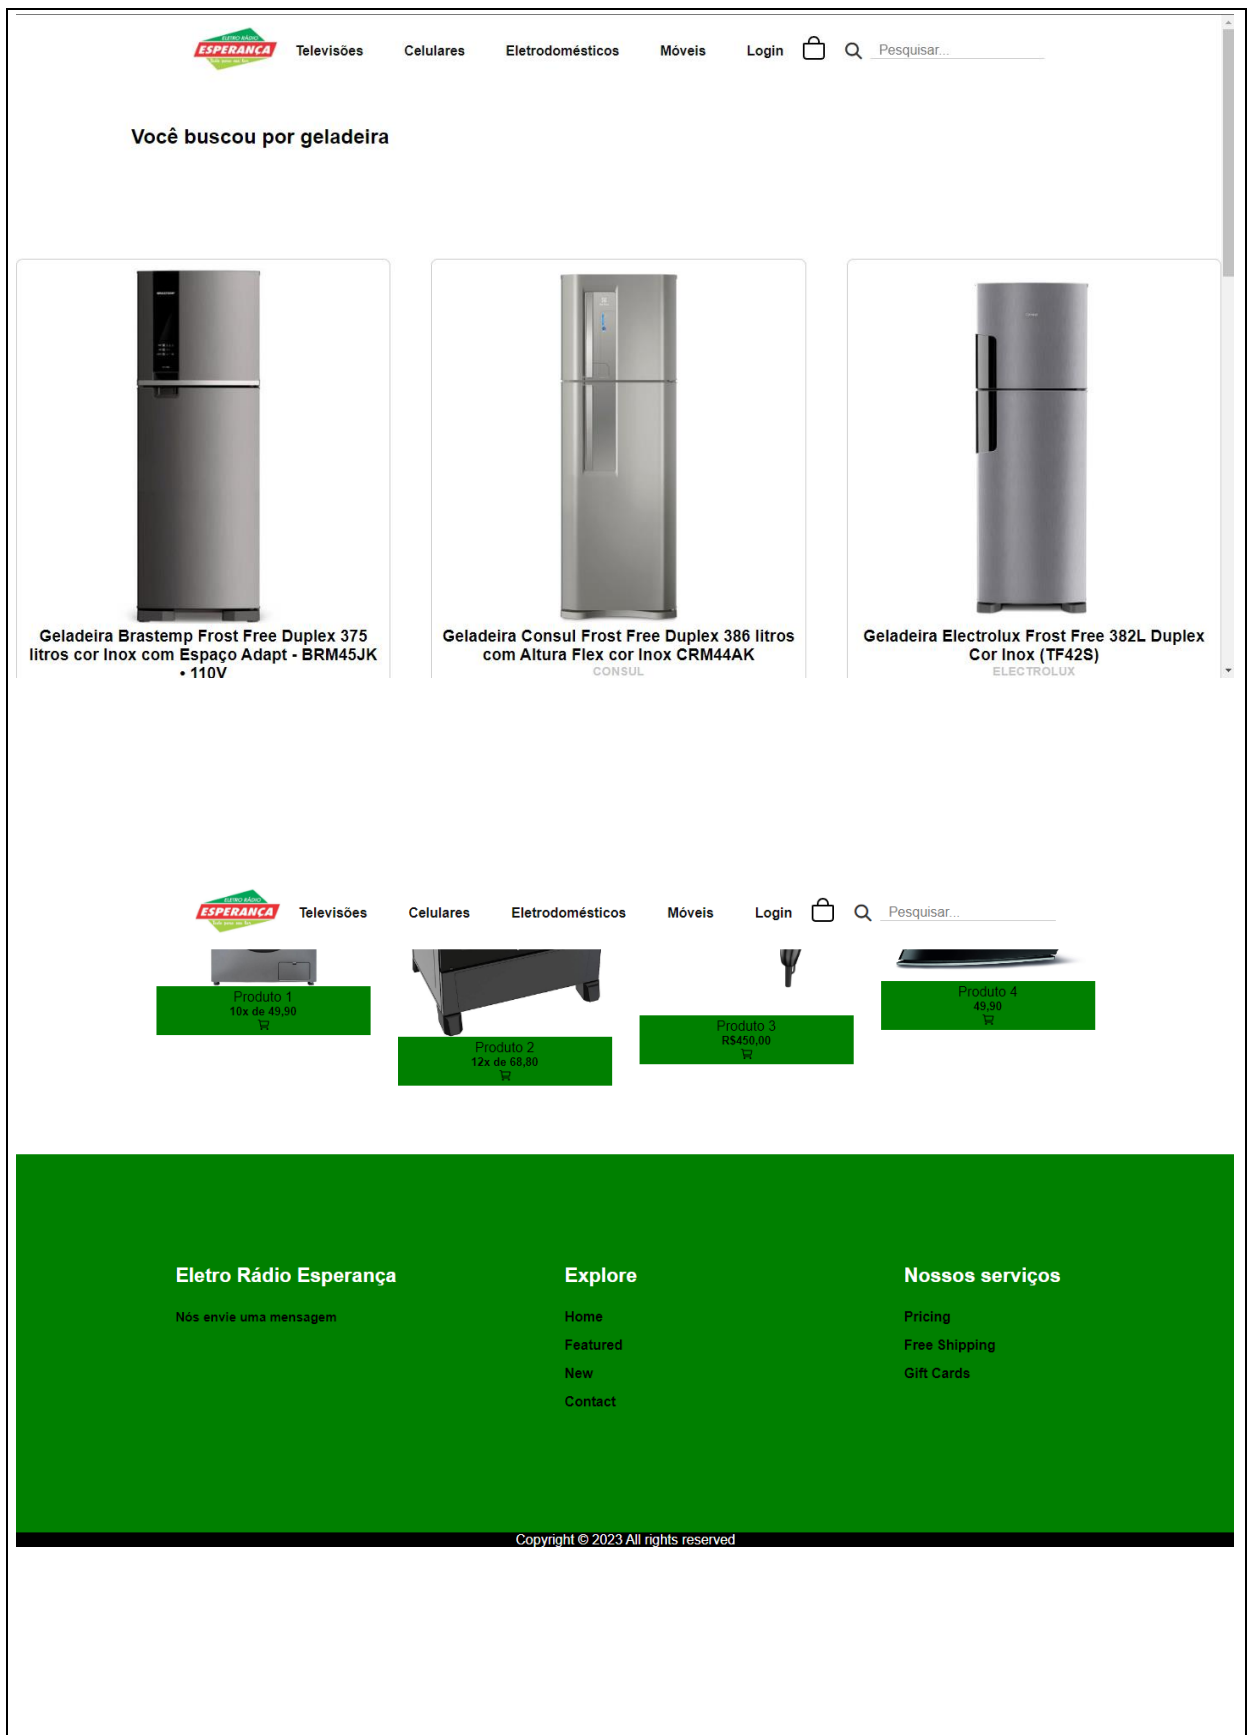 ELETRO RÁDIO
ESPERANÇA
Televisões Celulares Eletrodomésticos Móveis Login Pesquisar...
Você buscou por geladeira
Geladeira Brastemp Frost Free Duplex 375
litros cor Inox com Espaço Adapt - BRM45JK
• 110V
Geladeira Consul Frost Free Duplex 386 litros
com Altura Flex cor Inox CRM44AK
CONSUL
Geladeira Electrolux Frost Free 382L Duplex
Cor Inox (TF42S)
ELECTROLUX
ELETRO RÁDIO
ESPERANÇA
Televisões Celulares Eletrodomésticos Móveis Login Pesquisar...
Produto 1
10x de 49,90
Produto 2
12x de 68,80
Produto 3
R$450,00
Produto 4
49,90
Eletro Rádio Esperança
Nós envie uma mensagem
Explore
Home
Featured
New
Contact
Nossos serviços
Pricing
Free Shipping
Gift Cards
Copyright © 2023 All rights reserved